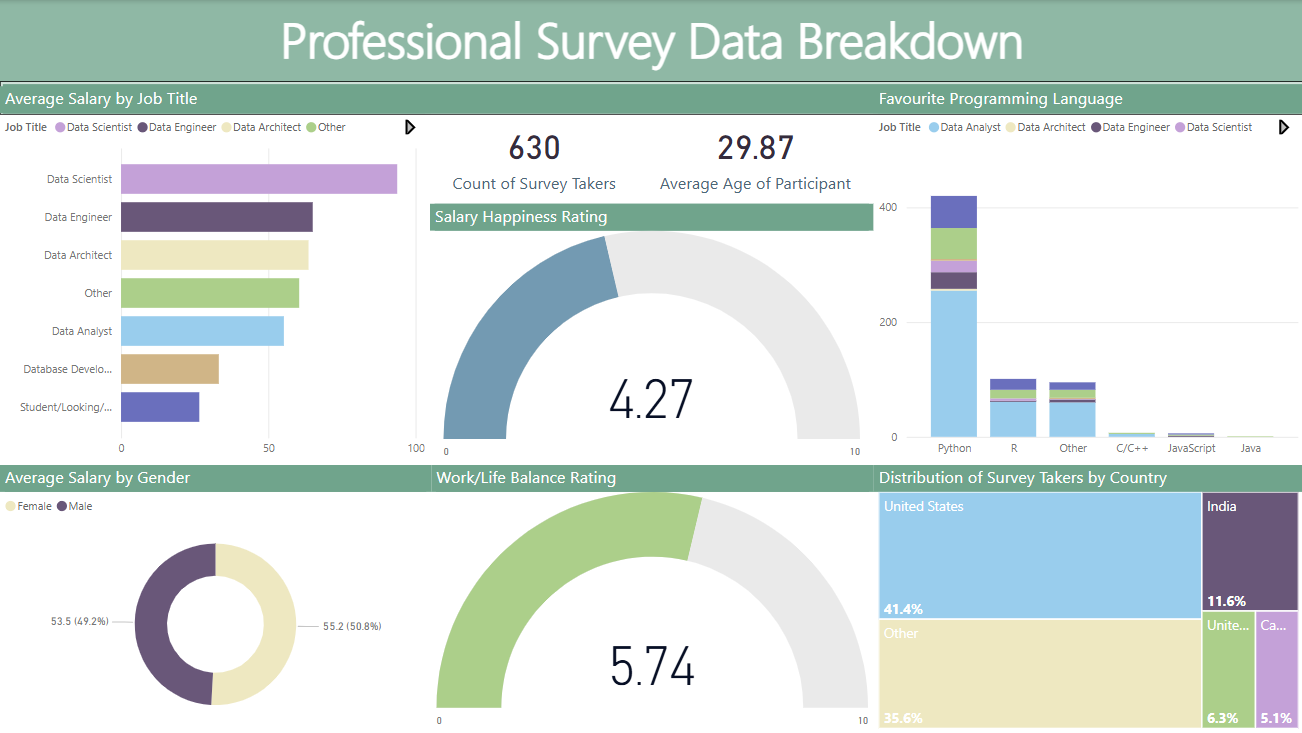 Professional Survey Data Breakdown
Average Salary by Job Title
Job Title Data Scientist Data Engineer Data Architect Other
Data Scientist
Data Engineer
Data Architect
Other
Data Analyst
Database Develo...
Student/Looking/...
0 50 100
630
Count of Survey Takers
29.87
Average Age of Participant
Salary Happiness Rating
4.27
0 10
Favourite Programming Language
Job Title Data Analyst Data Architect Data Engineer Data Scientist
400
200
0
Python R Other C/C++ JavaScript Java
Average Salary by Gender
Female Male
53.5 (49.2%)
55.2 (50.8%)
Work/Life Balance Rating
5.74
0 10
Distribution of Survey Takers by Country
United States
41.4%
Other
35.6%
India
11.6%
Unite...
6.3%
Ca...
5.1%